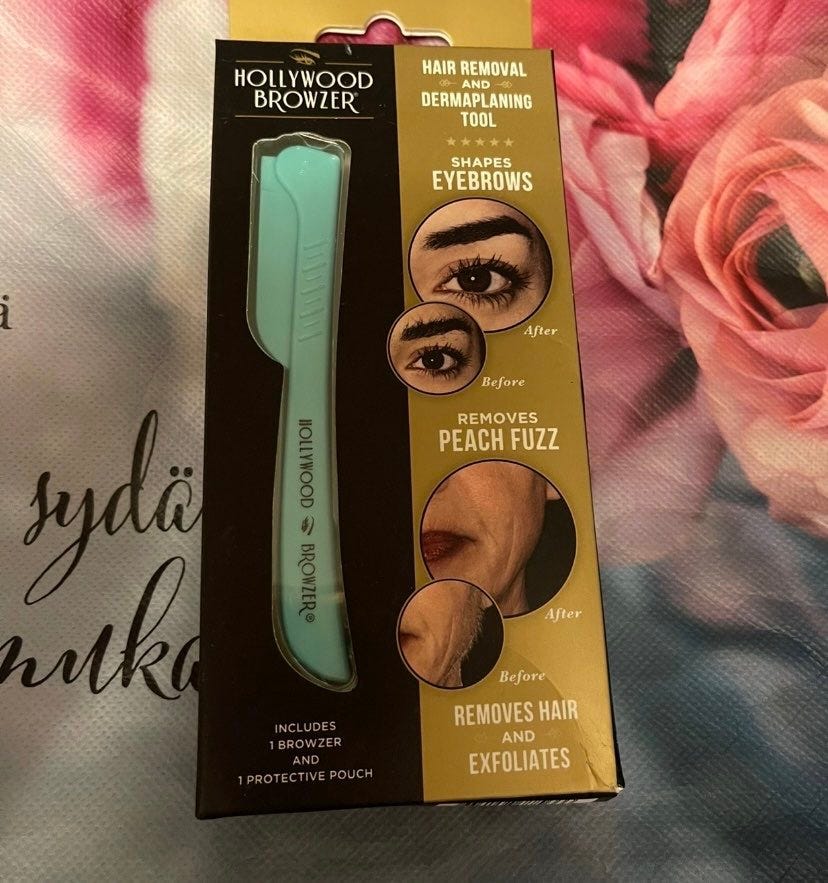 HOLLYWOOD
BROWZER®
HAIR REMOVAL
AND
DERMAPLANING
TOOL
SHAPES
EYEBROWS
After
Before
REMOVES
PEACH FUZZ
After
Before
REMOVES HAIR
AND
EXFOLIATES
HOLLYWOOD BROWZER®
INCLUDES
1 BROWZER
AND
1 PROTECTIVE POUCH
ä
sydä
muka